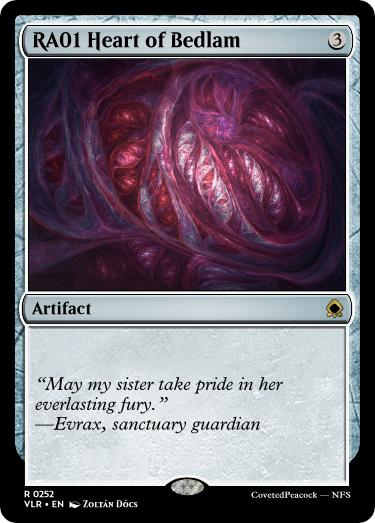 RA01 Heart of Bedlam 3
Artifact
“May my sister take pride in her
everlasting fury.”
—Evrax, sanctuary guardian
R 0252
VLR • EN Zoltán Dócs
CovetedPeacock — NFS